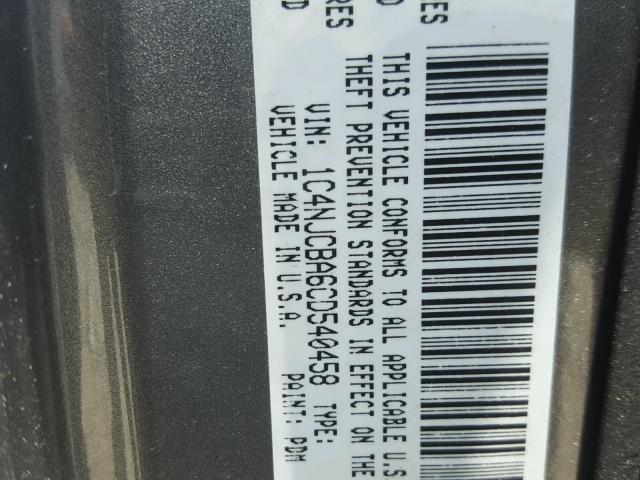 RES
THIS VEHICLE CONFORMS TO ALL APPLICABLE U.S
THEFT PREVENTION STANDARDS IN EFFECT ON THE
VIN: 1C4NJCBA6CD540458 TYPE:
VEHICLE MADE IN U.S.A. PAINT: PDM